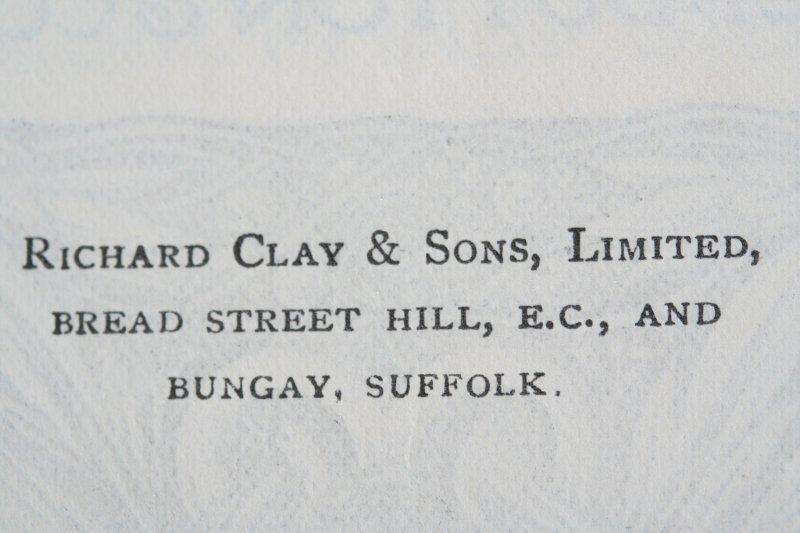 Richard Clay & Sons, Limited,
BREAD STREET HILL, E.C., AND
BUNGAY, SUFFOLK.